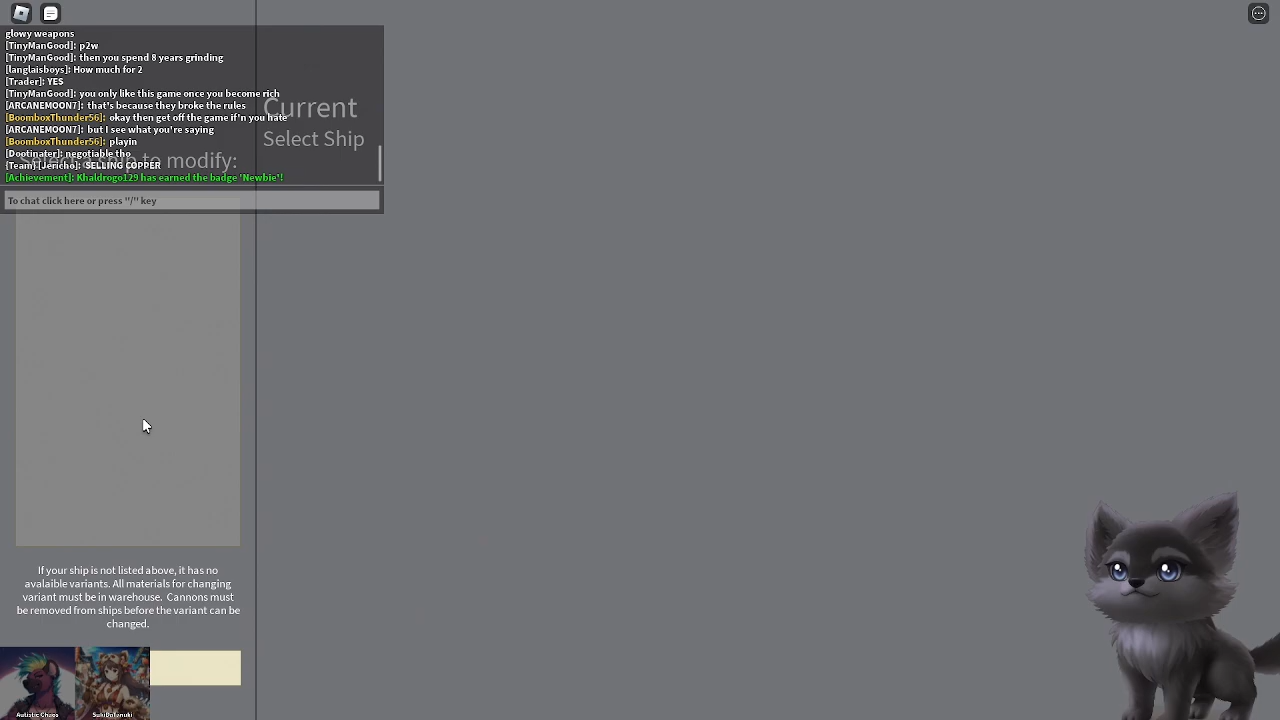 glowy weapons
[TinyManGood]: p2w
[TinyManGood]: then you spend 8 years grinding
[langlaisboys]: How much for 2
[Trader]: YES
[TinyManGood]: you only like this game once you become rich
[ARCANEMOON7]: that's because they broke the rules
[BoomboxThunder56]: okay then get off the game if'n you hate
[ARCANEMOON7]: but I see what you're saying
[BoomboxThunder56]: playin
[Dootinater]: negotiable tho
{Team} [Jericho]: SELLING COPPER
[Achievement]: Khaldrogo129 has earned the badge 'Newbie'!
To chat click here or press "/" key
Current
Select Ship
to modify:
If your ship is not listed above, it has no
avalaible variants. All materials for changing
variant must be in warehouse. Cannons must
be removed from ships before the variant can be
changed.
Autistic Chaos
SukiDaTanuki